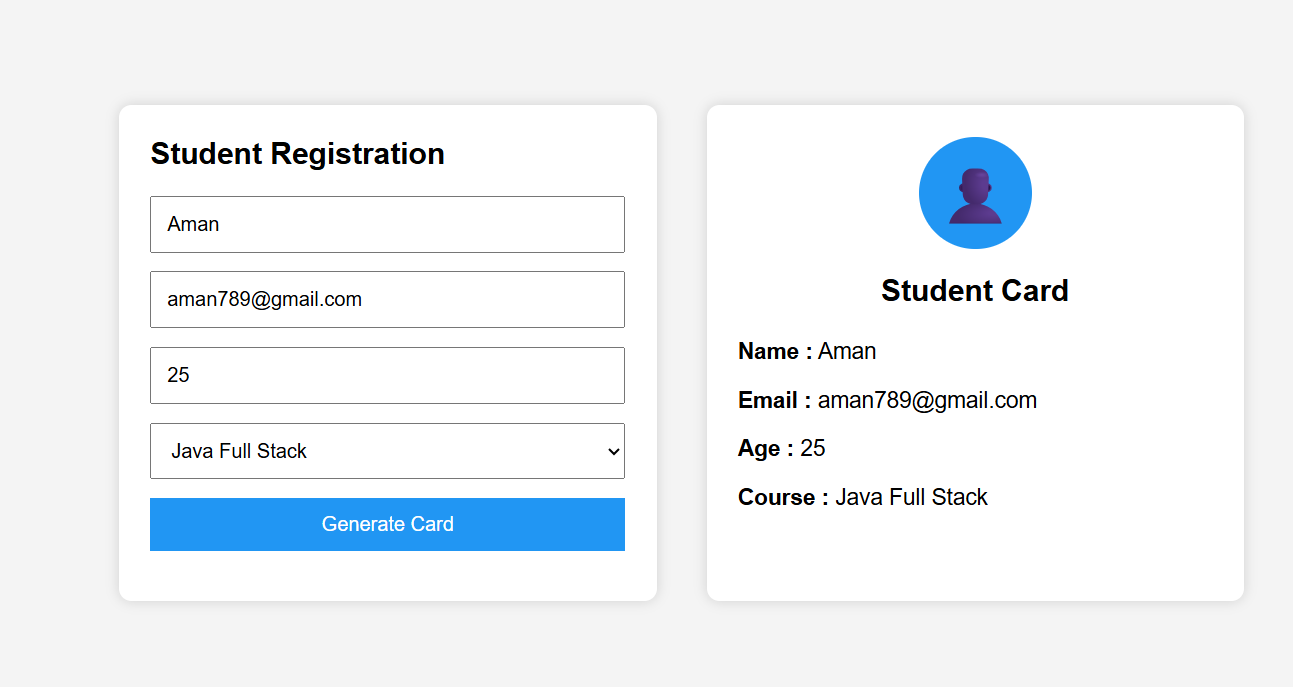 Student Registration
Aman
aman789@gmail.com
25
Java Full Stack
Generate Card
Student Card
Name : Aman
Email : aman789@gmail.com
Age : 25
Course : Java Full Stack